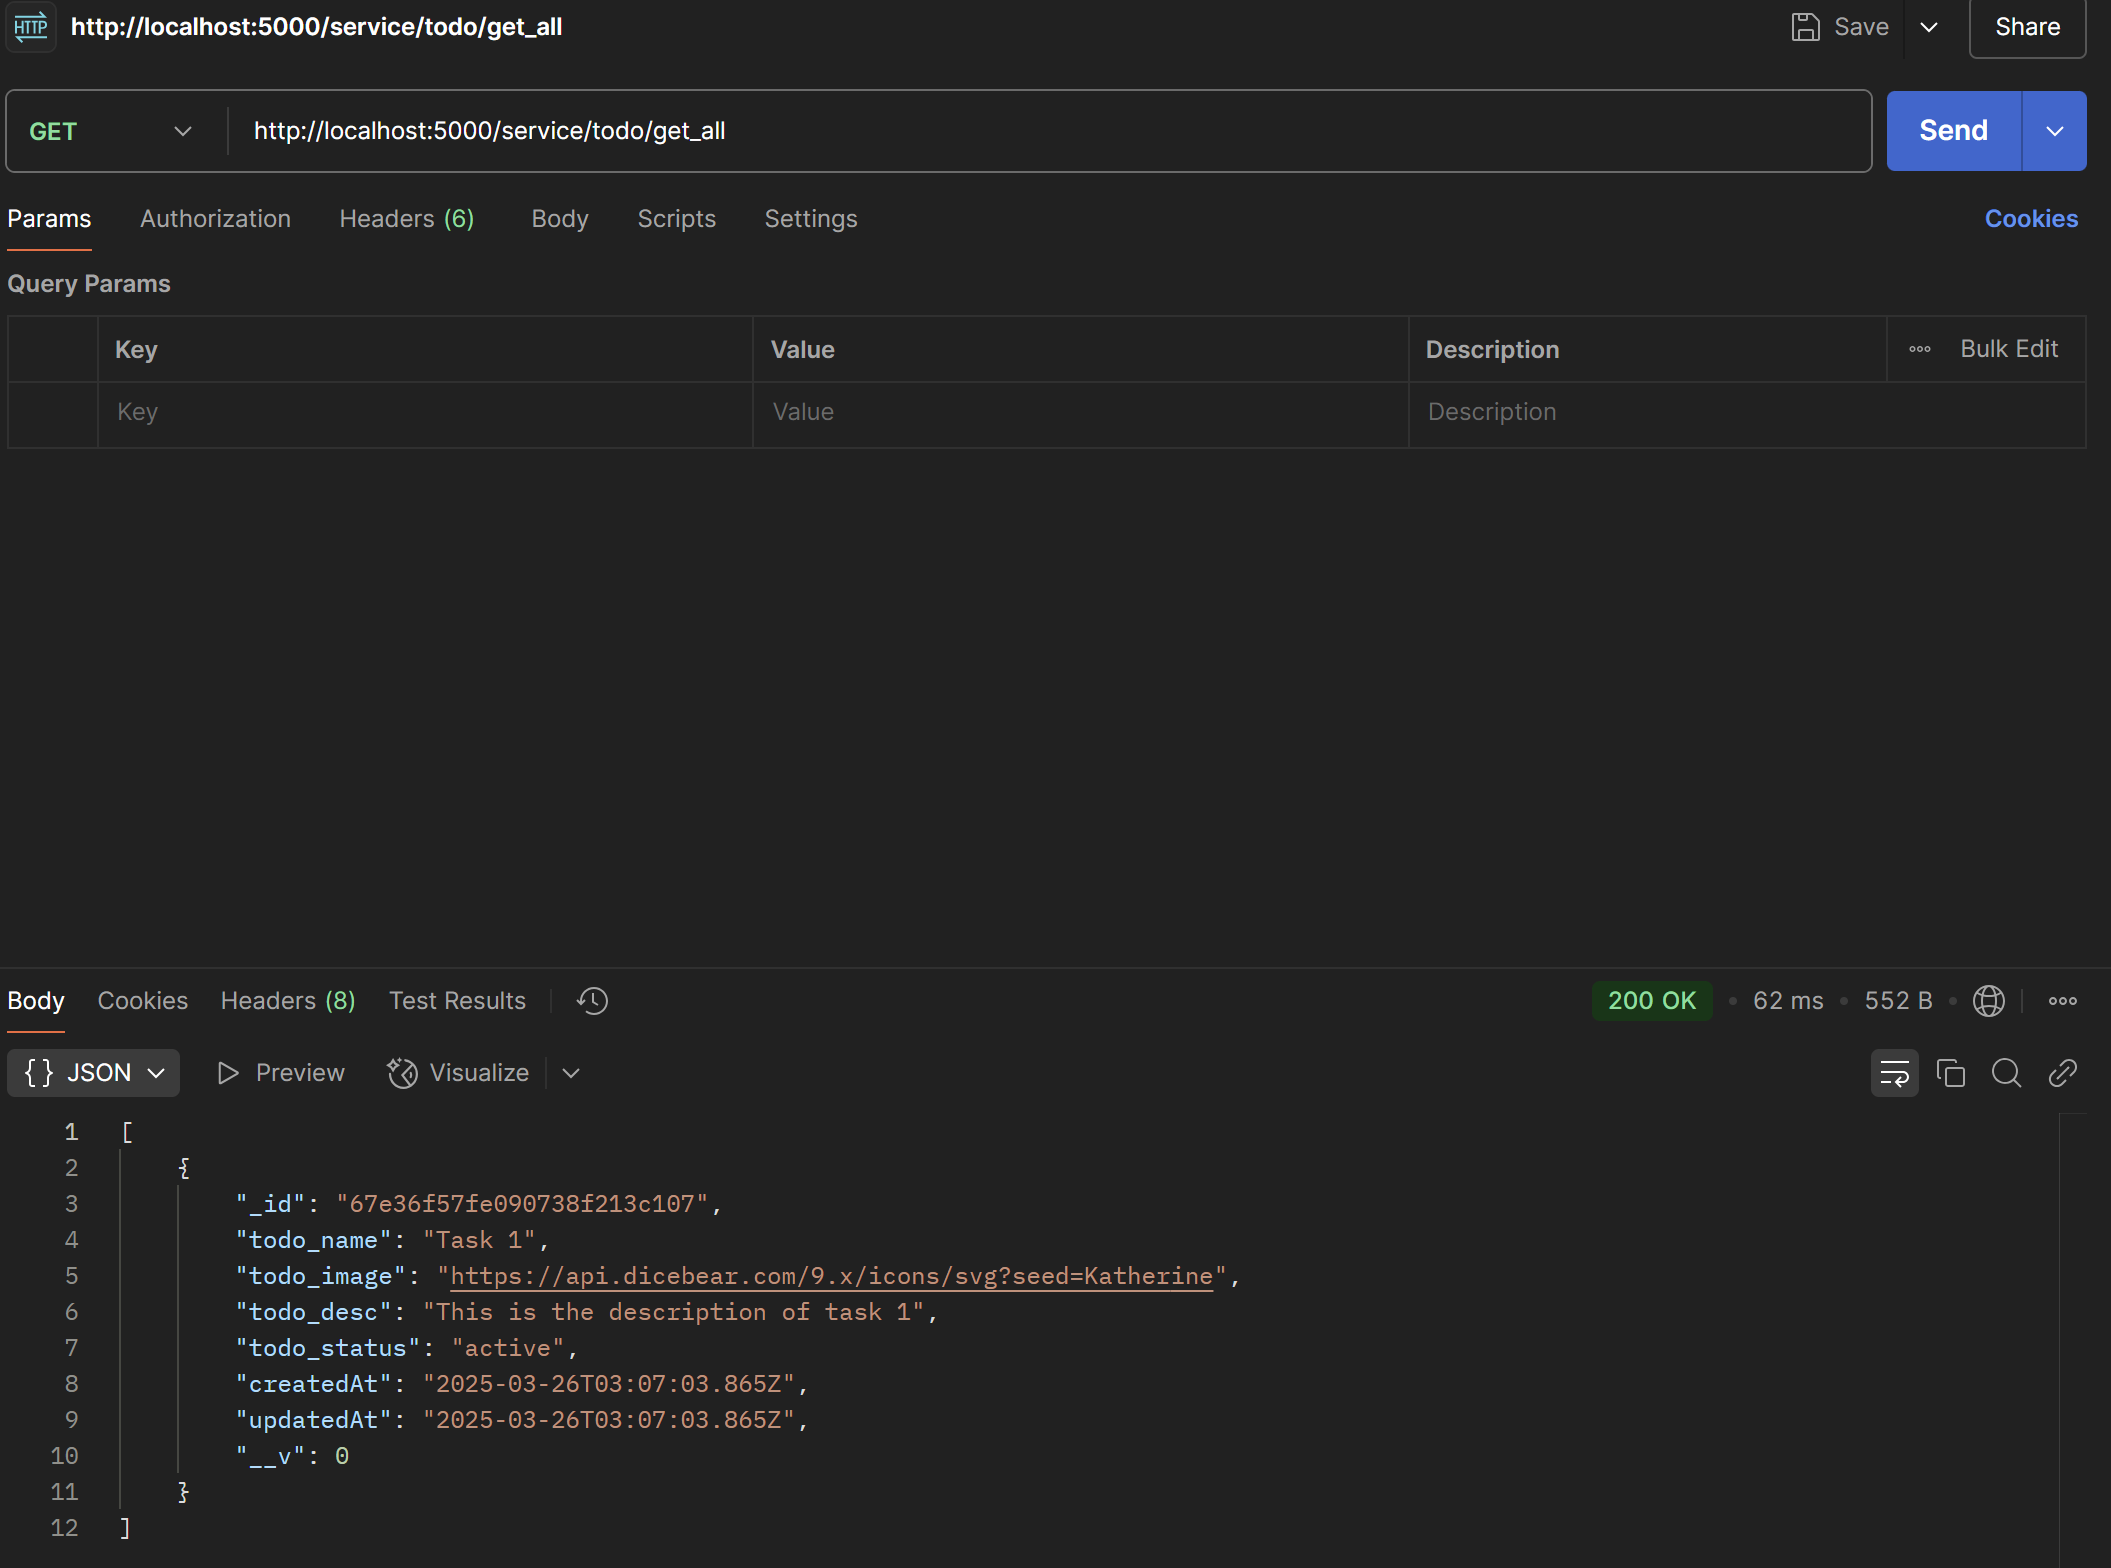 HTTP http://localhost:5000/service/todo/get_all Save Share
GET http://localhost:5000/service/todo/get_all Send
Params Authorization Headers (6) Body Scripts Settings Cookies
Query Params
Key Value Description Bulk Edit
Key Value Description
Body Cookies Headers (8) Test Results 200 OK • 62 ms • 552 B •
{} JSON Preview Visualize
1 [
2 {
3 "_id": "67e36f57fe090738f213c107",
4 "todo_name": "Task 1",
5 "todo_image": "https://api.dicebear.com/9.x/icons/svg?seed=Katherine",
6 "todo_desc": "This is the description of task 1",
7 "todo_status": "active",
8 "createdAt": "2025-03-26T03:07:03.865Z",
9 "updatedAt": "2025-03-26T03:07:03.865Z",
10 "__v": 0
11 }
12 ]